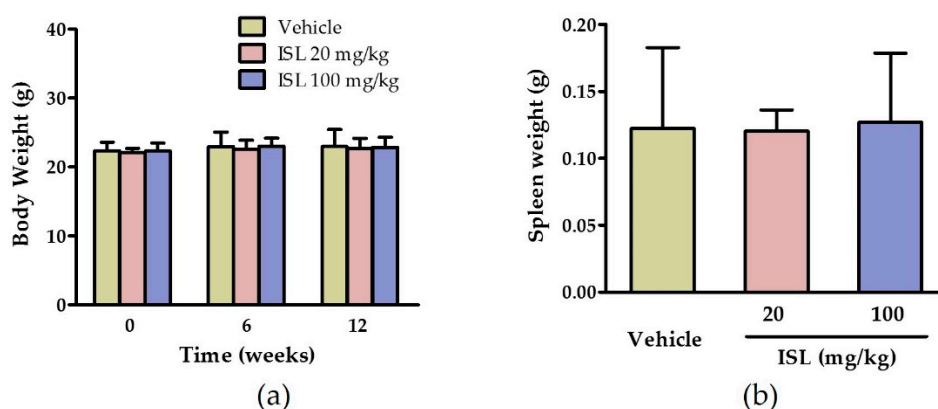 Body Weight (g)
40
30
20
10
0
Vehicle
ISL 20 mg/kg
ISL 100 mg/kg
0 6 12
Time (weeks)
(a)
Spleen weight (g)
0.20
0.15
0.10
0.05
0.00
20 100
Vehicle
ISL (mg/kg)
(b)